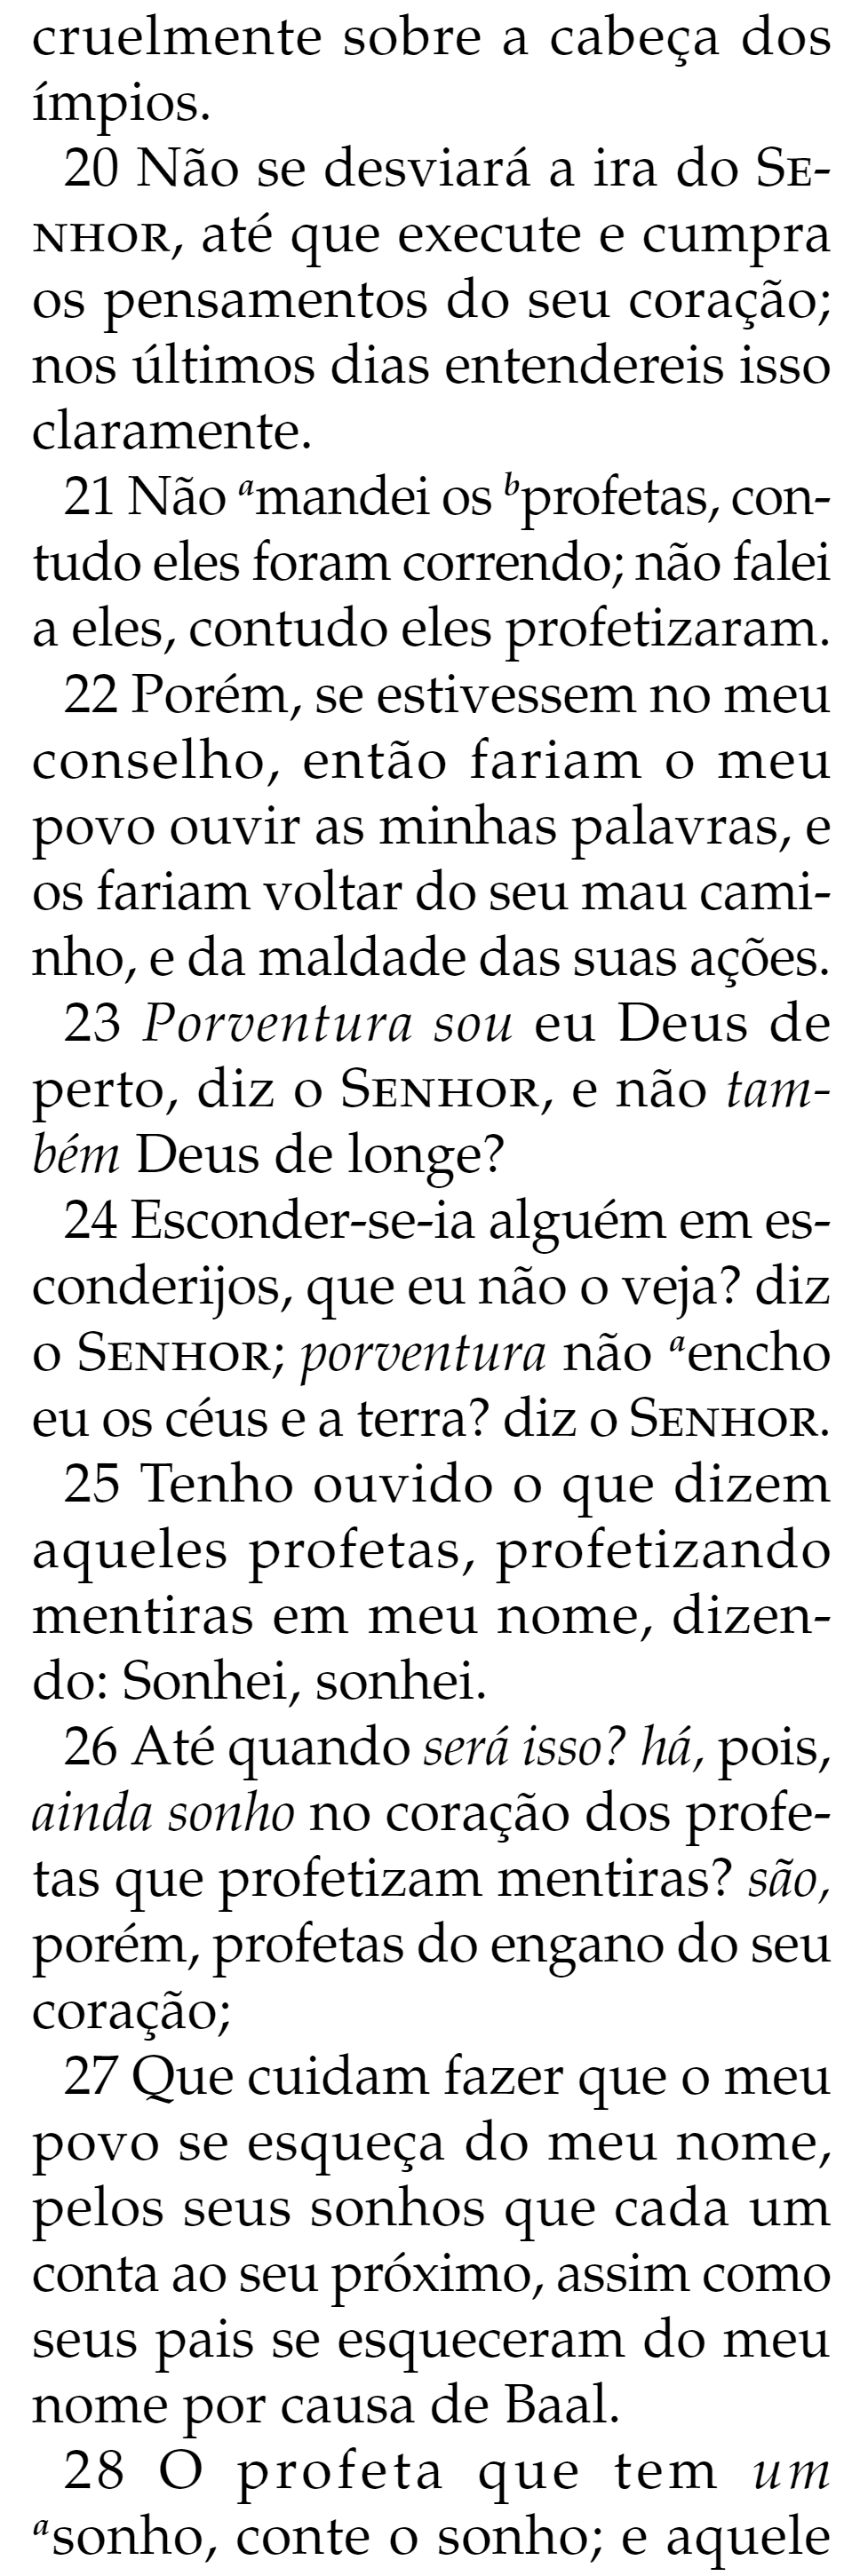 cruelmente sobre a cabeça dos
ímpios.
20 Não se desviará a ira do SE-
NHOR, até que execute e cumpra
os pensamentos do seu coração;
nos últimos dias entendereis isso
claramente.
21 Não ᵃmandei os ᵇprofetas, con-
tudo eles foram correndo; não falei
a eles, contudo eles profetizaram.
22 Porém, se estivessem no meu
conselho, então fariam o meu
povo ouvir as minhas palavras, e
os fariam voltar do seu mau cami-
nho, e da maldade das suas ações.
23 Porventura sou eu Deus de
perto, diz o SENHOR, e não tam-
bém Deus de longe?
24 Esconder-se-ia alguém em es-
conderijos, que eu não o veja? diz
o SENHOR; porventura não ᵃencho
eu os céus e a terra? diz o SENHOR.
25 Tenho ouvido o que dizem
aqueles profetas, profetizando
mentiras em meu nome, dizen-
do: Sonhei, sonhei.
26 Até quando será isso? há, pois,
ainda sonho no coração dos profe-
tas que profetizam mentiras? são,
porém, profetas do engano do seu
coração;
27 Que cuidam fazer que o meu
povo se esqueça do meu nome,
pelos seus sonhos que cada um
conta ao seu próximo, assim como
seus pais se esqueceram do meu
nome por causa de Baal.
28 O profeta que tem um
ᵃsonho, conte o sonho; e aquele